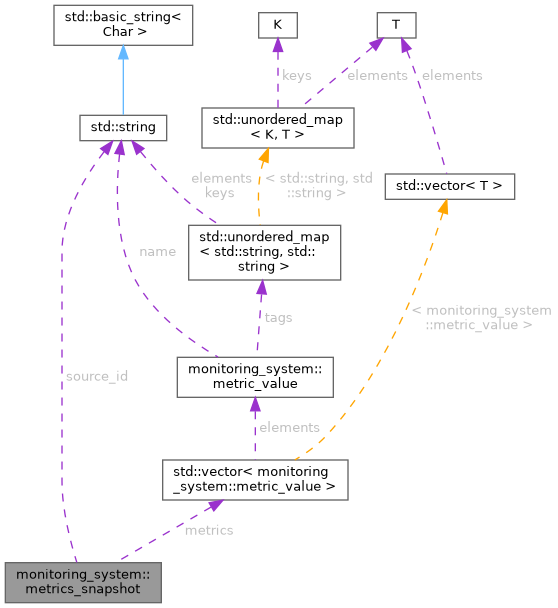 std::basic_string<
Char >
K
T
keys
elements
elements
std::unordered_map
< K, T >
std::string
elements
keys
< std::string, std
::string >
std::vector< T >
std::unordered_map
< std::string, std::
string >
name
tags
< monitoring_system
::metric_value >
monitoring_system::
metric_value
source_id
elements
std::vector< monitoring
_system::metric_value >
metrics
monitoring_system::
metrics_snapshot